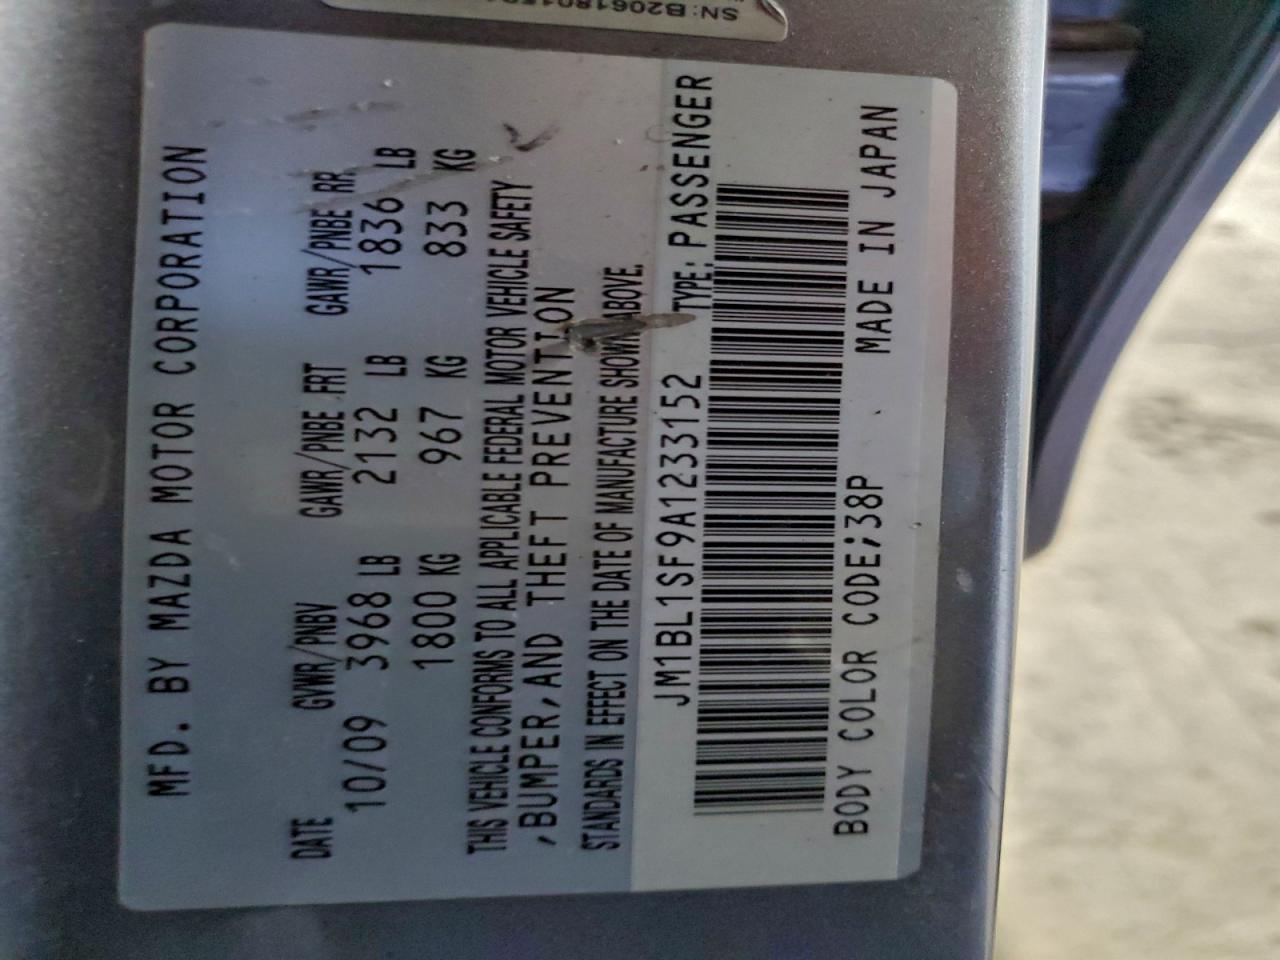 SN:B2061801
MFD. BY MAZDA MOTOR CORPORATION
DATE GVWR/PNBV GAWR/PNBE FRT GAWR/PNBE RR
10/09 3968 LB 2132 LB 1836 LB
1800 KG 967 KG 833 KG
THIS VEHICLE CONFORMS TO ALL APPLICABLE FEDERAL MOTOR VEHICLE SAFETY
,BUMPER,AND THEFT PREVENTION
STANDARDS IN EFFECT ON THE DATE OF MANUFACTURE SHOWN ABOVE.
JM1BL1SF9A1233152 TYPE: PASSENGER
BODY COLOR CODE;38P MADE IN JAPAN